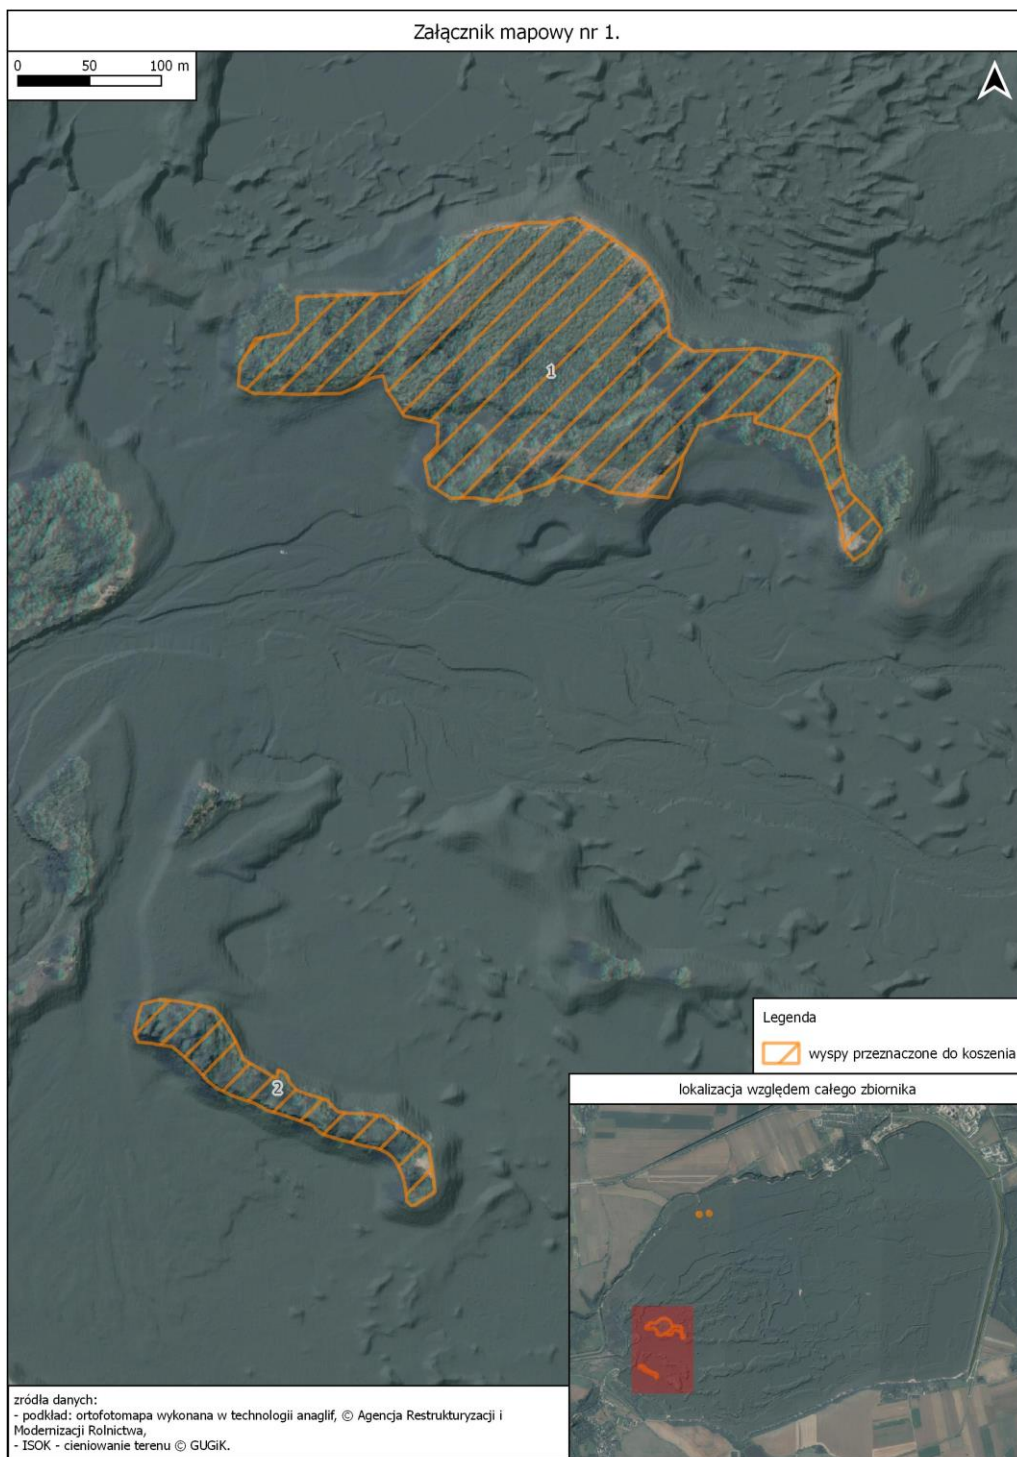 Załącznik mapowy nr 1.
0 50 100 m
1
2
Legenda
wyspy przeznaczone do koszenia
lokalizacja względem całego zbiornika
zródła danych:
- podkład: ortofotomapa wykonana w technologii anaglif, © Agencja Restrukturyzacji i
Modernizacji Rolnictwa,
- ISOK - cieniowanie terenu © GUGiK.